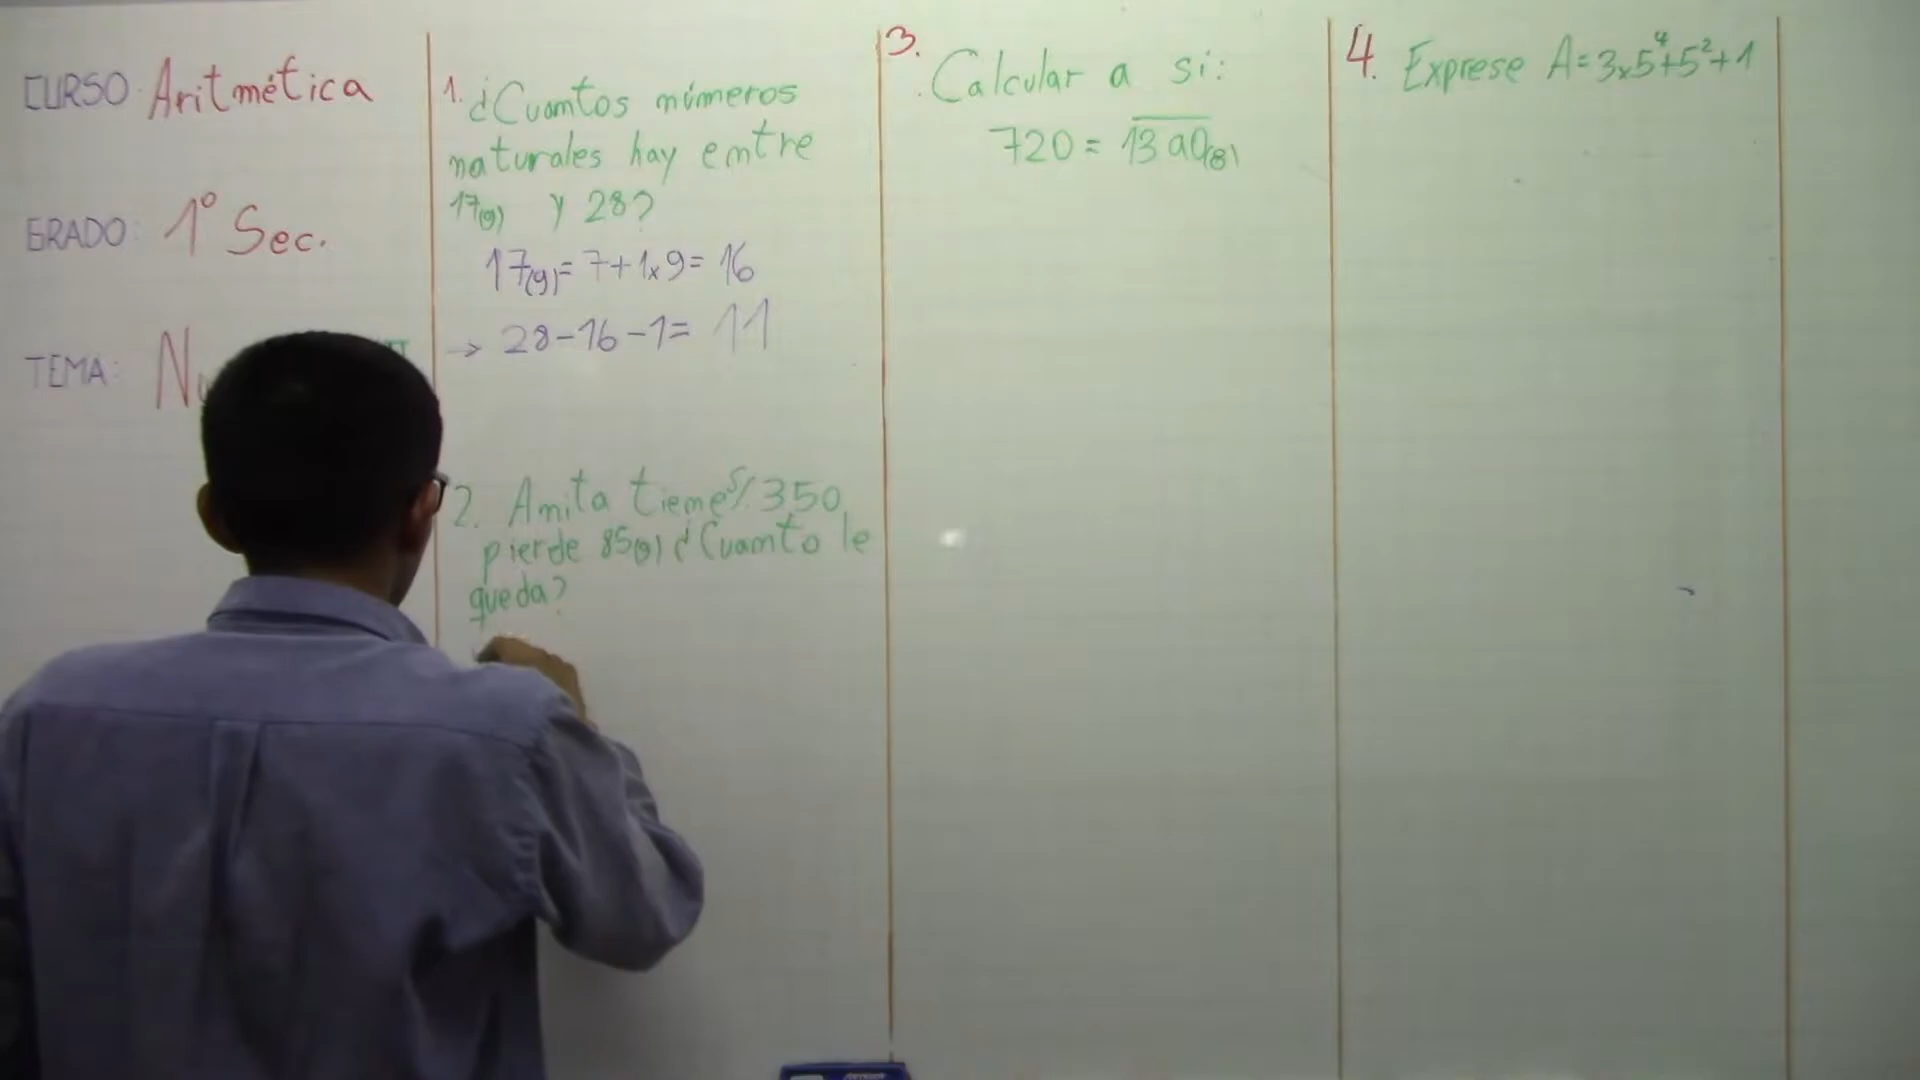 CURSO: Aritmética
GRADO: 1° Sec.
TEMA: Nu
1. ¿Cuantos números
naturales hay entre
17(9) y 28?
17(9)= 7+1x9= 16
→ 28-16-1= 11
2. Anita tiene S/.350
pierde 85(9) ¿Cuanto le
queda?
3. Calcular a si:
720 = 13a0(8)
4. Exprese A=3x5⁴+5²+1